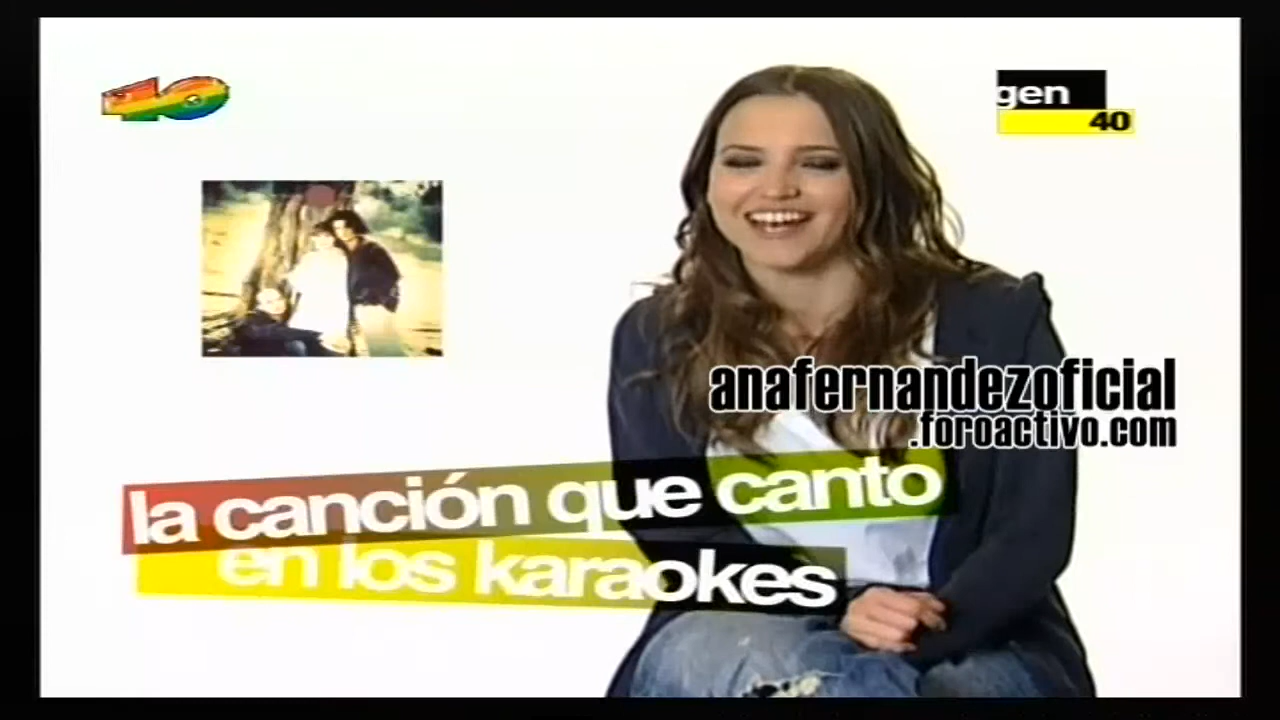 40
gen
40
anafernandezoficial
.foroactivo.com
la canción que canto
en los karaokes